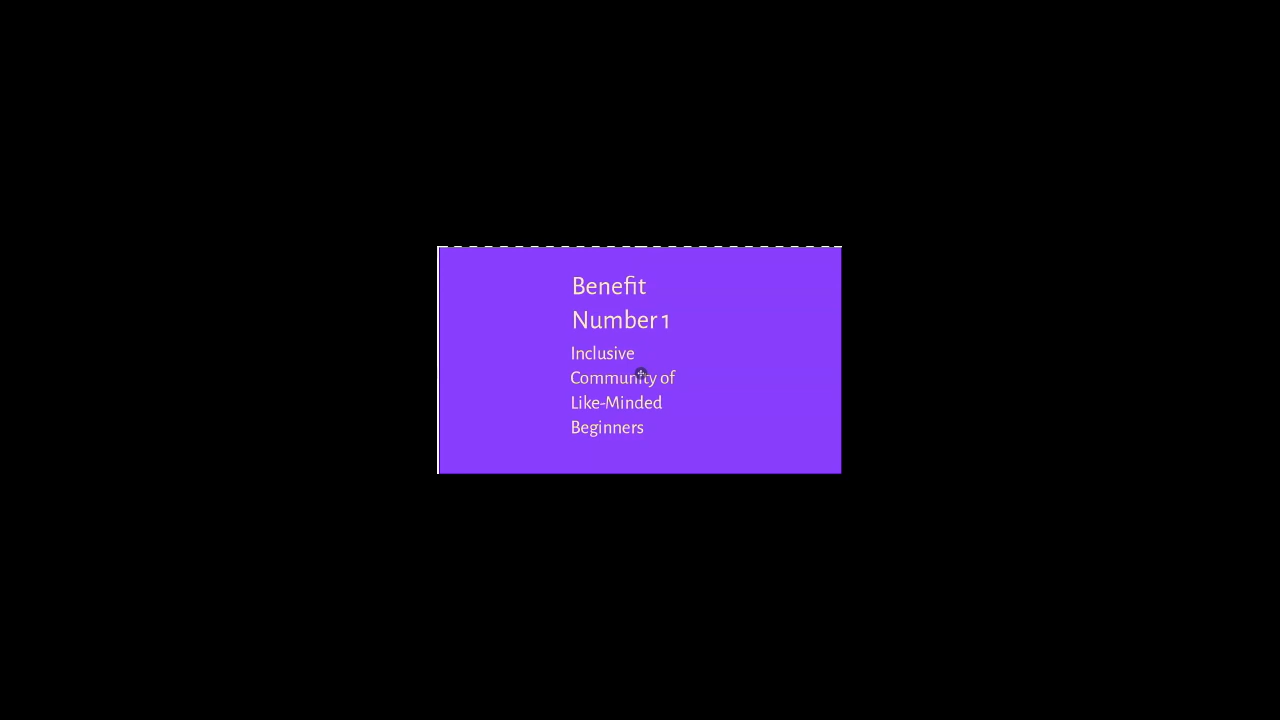 Benefit
Number 1
Inclusive
Community of
Like-Minded
Beginners